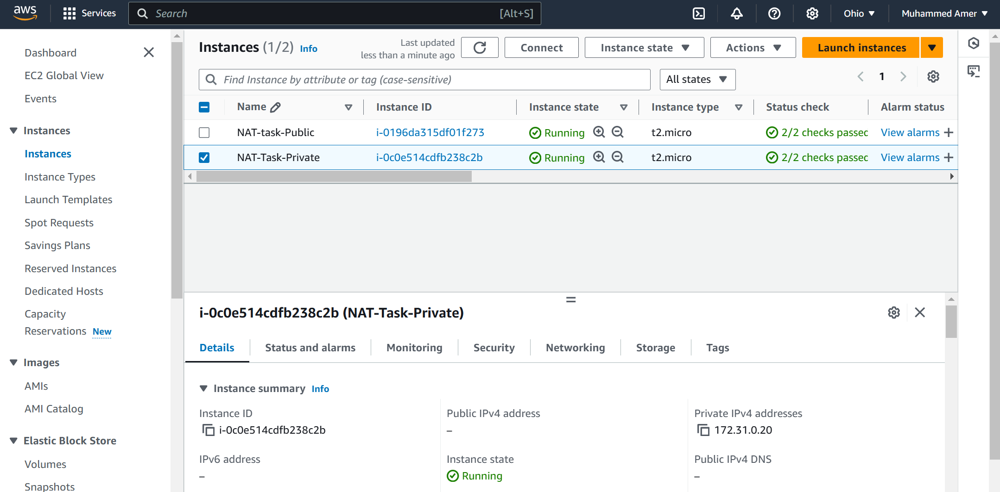 aws
Services
Search [Alt+S]
Ohio
Muhammed Amer
Dashboard
EC2 Global View
Events
Instances
Instances
Instance Types
Launch Templates
Spot Requests
Savings Plans
Reserved Instances
Dedicated Hosts
Capacity
Reservations New
Images
AMIs
AMI Catalog
Elastic Block Store
Volumes
Snapshots
Instances (1/2) Info
Last updated
less than a minute ago
Connect
Instance state
Actions
Launch instances
Find Instance by attribute or tag (case-sensitive)
All states
1
Name Instance ID Instance state Instance type Status check Alarm status
NAT-task-Public i-0196da315df01f273 Running t2.micro 2/2 checks passed View alarms
NAT-Task-Private i-0c0e514cdfb238c2b Running t2.micro 2/2 checks passed View alarms
i-0c0e514cdfb238c2b (NAT-Task-Private)
Details Status and alarms Monitoring Security Networking Storage Tags
Instance summary Info
Instance ID
i-0c0e514cdfb238c2b
Public IPv4 address
–
Private IPv4 addresses
172.31.0.20
IPv6 address
–
Instance state
Running
Public IPv4 DNS
–